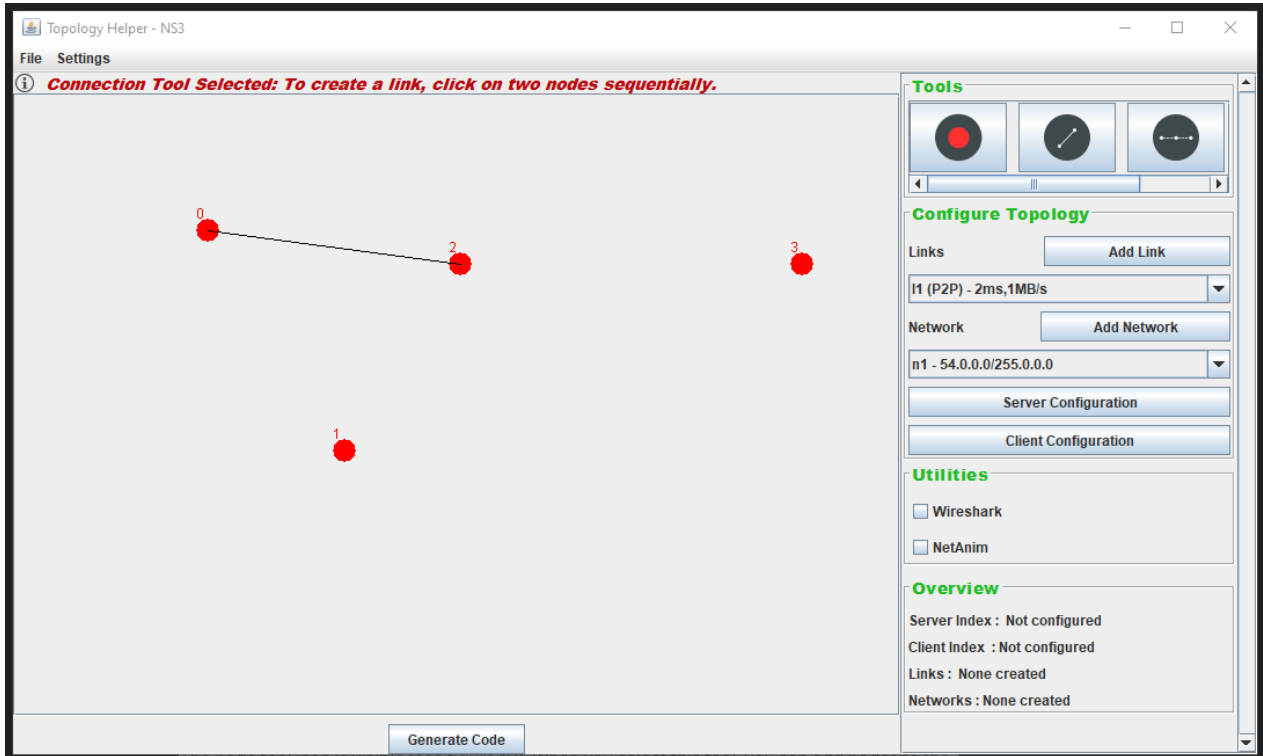 Topology Helper - NS3
File Settings
Connection Tool Selected: To create a link, click on two nodes sequentially.
0
2
3
1
Generate Code
Tools
Configure Topology
Links Add Link
l1 (P2P) - 2ms,1MB/s
Network Add Network
n1 - 54.0.0.0/255.0.0.0
Server Configuration
Client Configuration
Utilities
Wireshark
NetAnim
Overview
Server Index : Not configured
Client Index : Not configured
Links : None created
Networks : None created